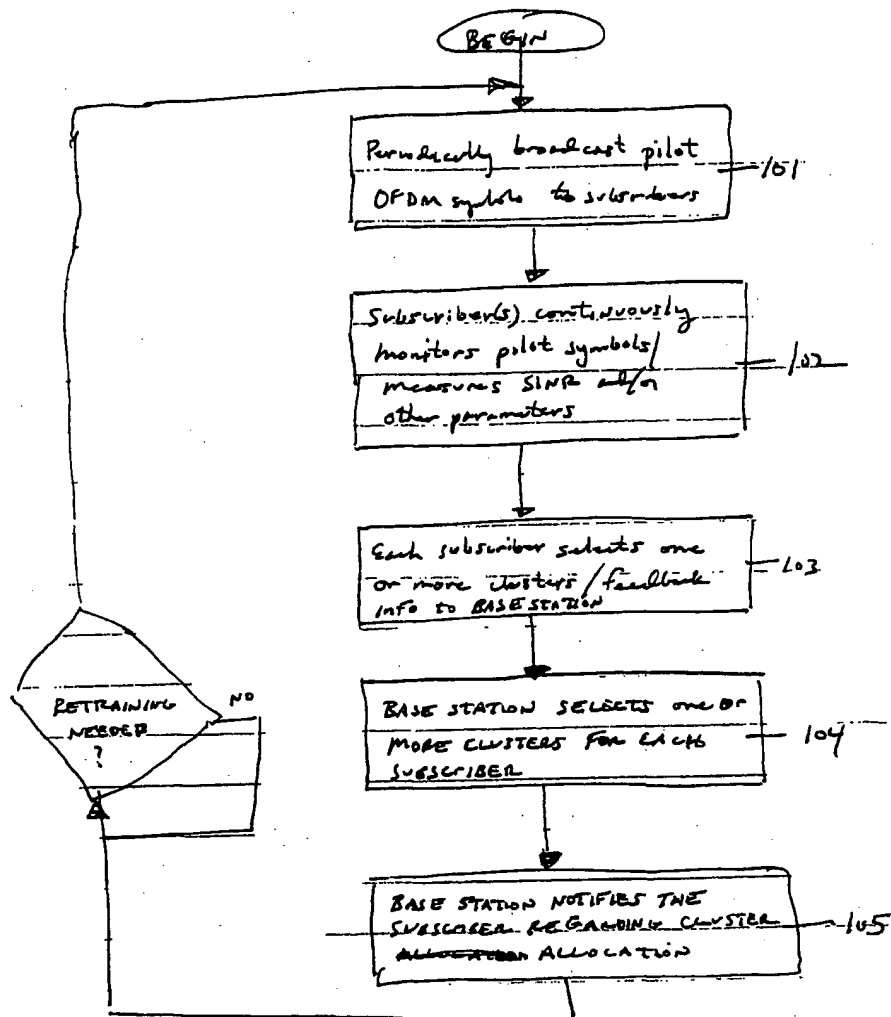 BEGIN
Periodically broadcast pilot
OFDM symbols to subscribers
101
Subscriber(s) continuously
monitors pilot symbols/
measures SINR and/or
other parameters
102
Each subscriber selects one
or more clusters/feedback
info to BASE STATION
103
RETRAINING
NEEDED
?
NO
BASE STATION SELECTS one or
MORE CLUSTERS FOR EACH
SUBSCRIBER
104
BASE STATION NOTIFIES THE
SUBSCRIBER REGARDING CLUSTER
ALLOCATION
105